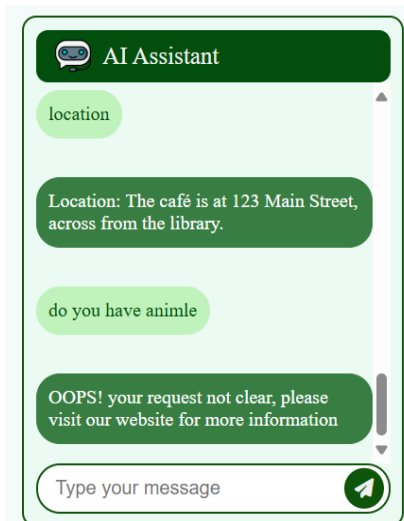 AI Assistant
location
Location: The café is at 123 Main Street,
across from the library.
do you have animle
OOPS! your request not clear, please
visit our website for more information
Type your message